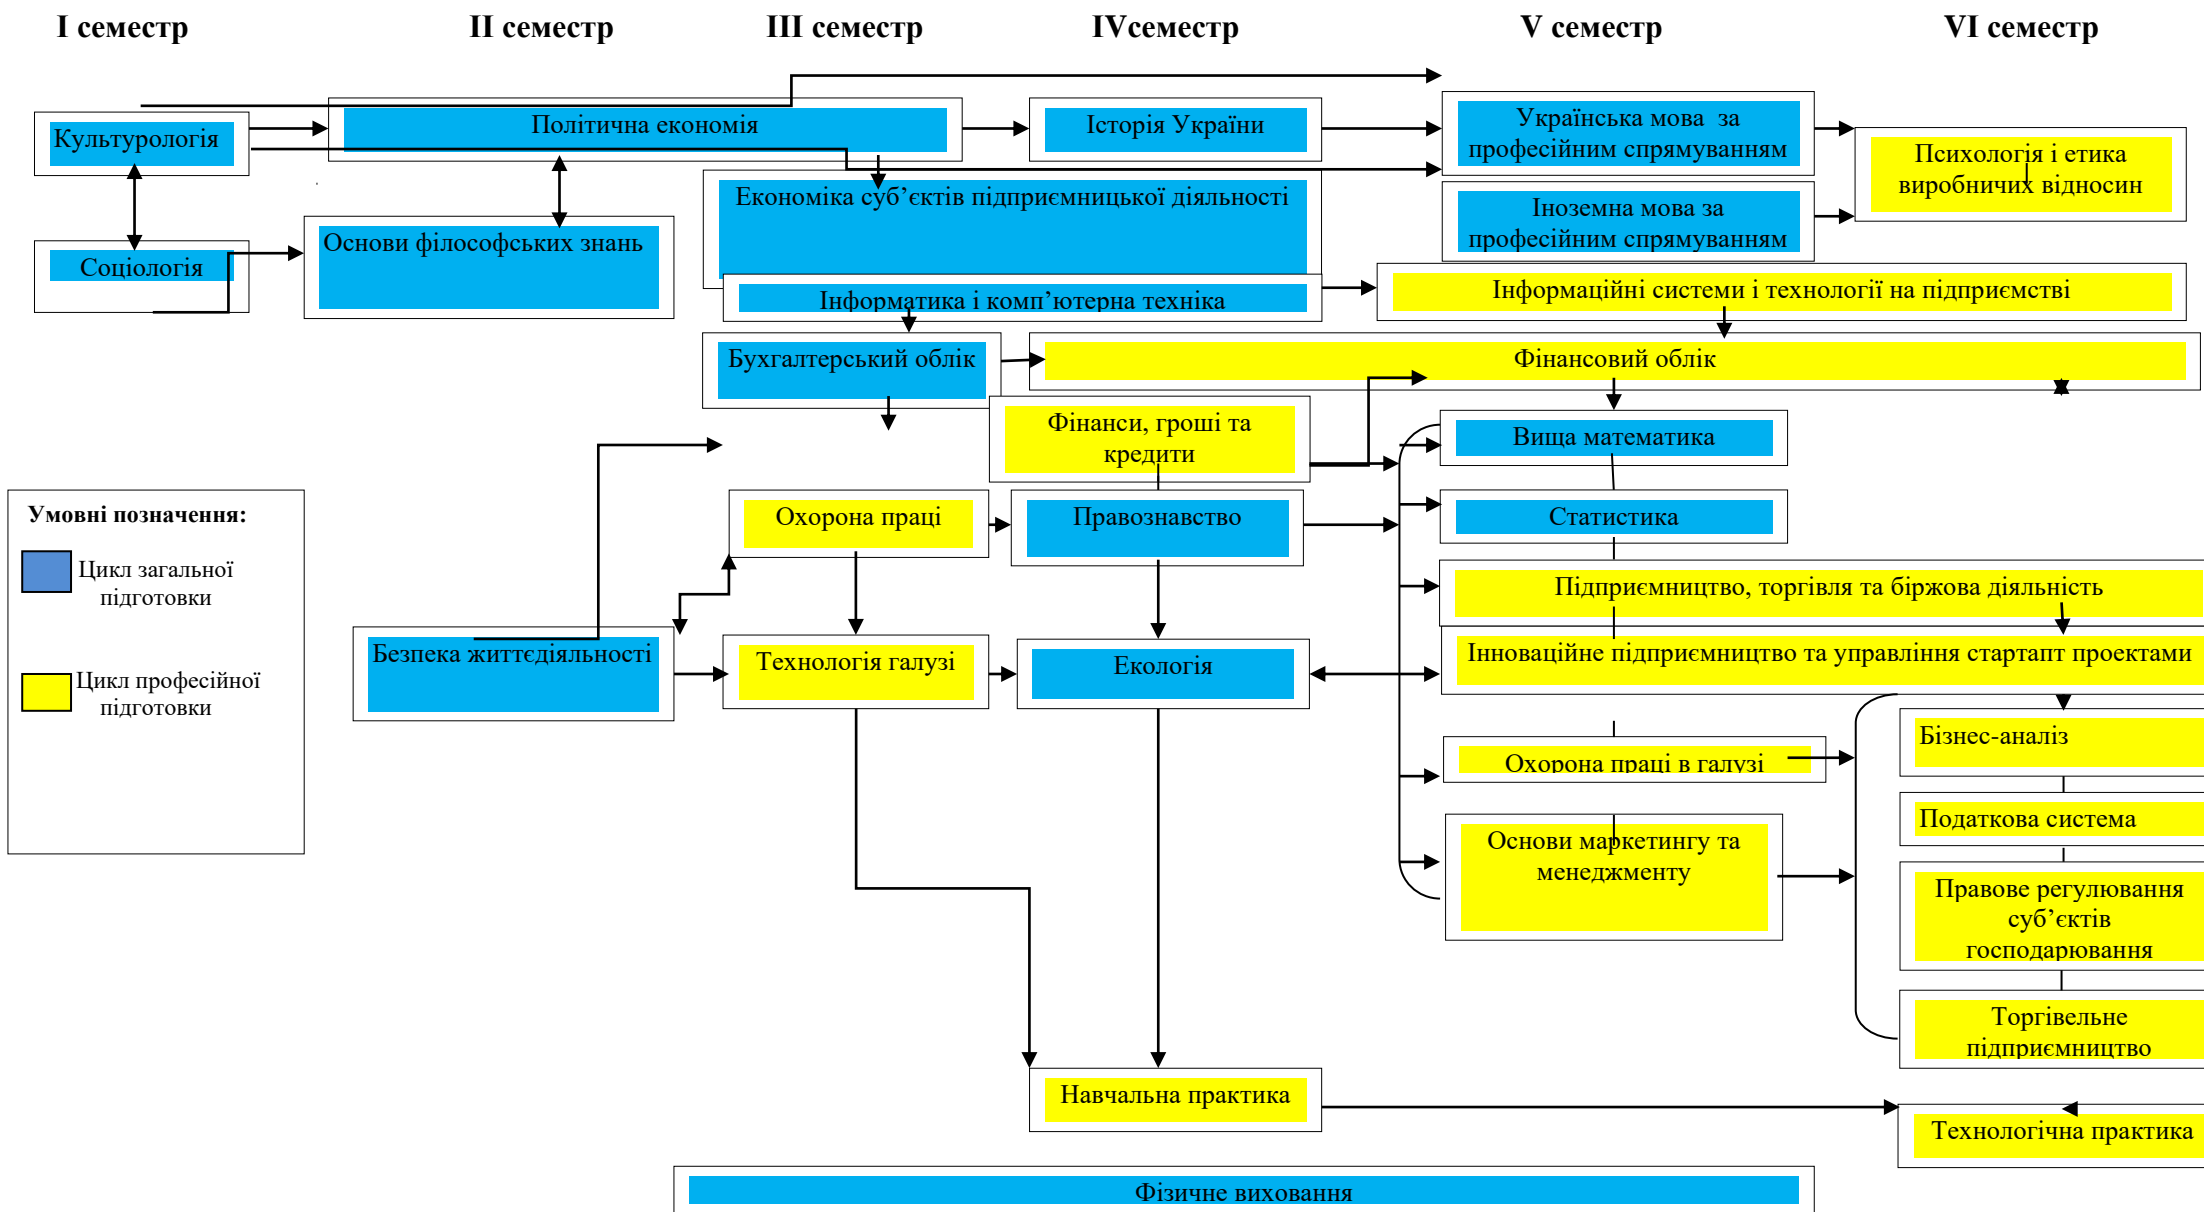 I семестр
II семестр
III семестр
IVсеместр
V семестр
VI семестр
Культурологія
Політична економія
Історія України
Українська мова за
професійним спрямуванням
Психологія і етика
виробничих відносин
Економіка суб’єктів підприємницької діяльності
Іноземна мова за
професійним спрямуванням
Соціологія
Основи філософських знань
Інформатика і комп’ютерна техніка
Інформаційні системи і технології на підприємстві
Бухгалтерський облік
Фінансовий облік
Фінанси, гроші та
кредити
Вища математика
Умовні позначення:
Цикл загальної
підготовки
Цикл професійної
підготовки
Охорона праці
Правознавство
Статистика
Підприємництво, торгівля та біржова діяльність
Безпека життєдіяльності
Технологія галузі
Екологія
Інноваційне підприємництво та управління стартапт проектами
Охорона праці в галузі
Бізнес-аналіз
Основи маркетингу та
менеджменту
Податкова система
Правове регулювання
суб’єктів
господарювання
Торгівельне
підприємництво
Навчальна практика
Технологічна практика
Фізичне виховання